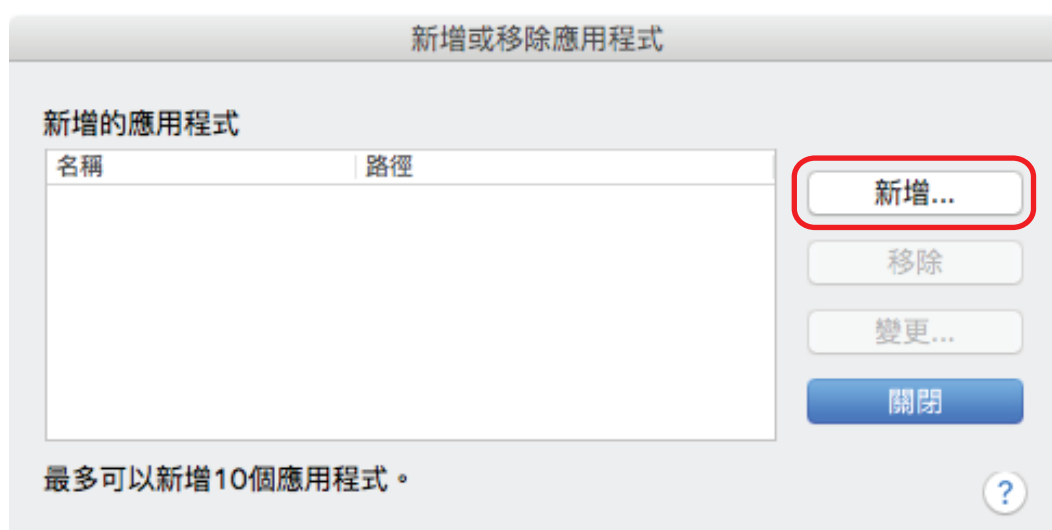 新增或移除應用程式
新增的應用程式
名稱 路徑
新增...
移除
變更...
關閉
最多可以新增10個應用程式。
?